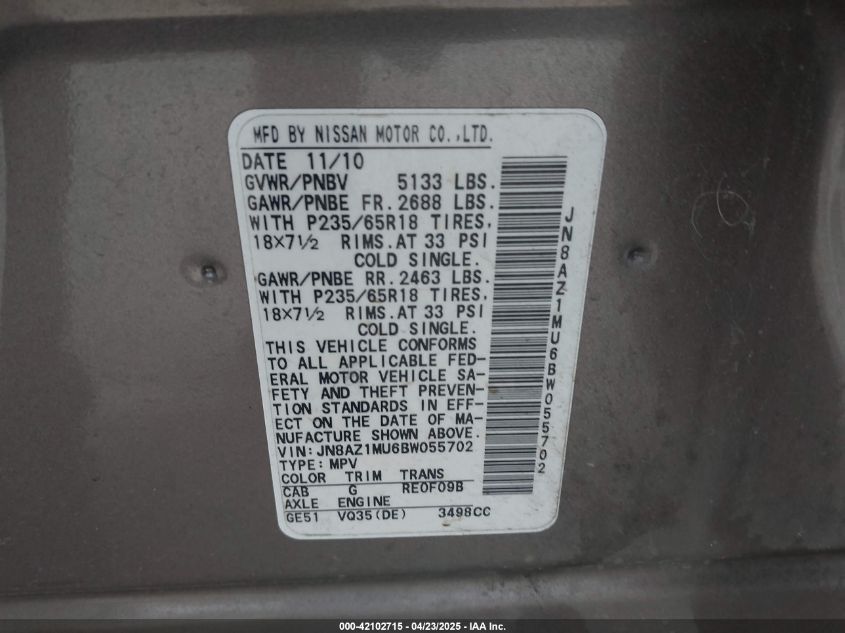 MFD BY NISSAN MOTOR CO.,LTD.
DATE 11/10
GVWR/PNBV 5133 LBS.
GAWR/PNBE FR. 2688 LBS.
WITH P235/65R18 TIRES,
18X7½ RIMS. AT 33 PSI
COLD SINGLE.
GAWR/PNBE RR. 2463 LBS.
WITH P235/65R18 TIRES,
18X7½ RIMS. AT 33 PSI
COLD SINGLE.
THIS VEHICLE CONFORMS
TO ALL APPLICABLE FED-
ERAL MOTOR VEHICLE SA-
FETY AND THEFT PREVEN-
TION STANDARDS IN EFF-
ECT ON THE DATE OF MA-
NUFACTURE SHOWN ABOVE.
VIN: JN8AZ1MU6BW055702
TYPE: MPV
COLOR TRIM TRANS
CAB G RE0F09B
AXLE ENGINE
GE51 VQ35(DE) 3498CC
JN8AZ1MU6BW055702
000-42102715 - 04/23/2025 - IAA Inc.